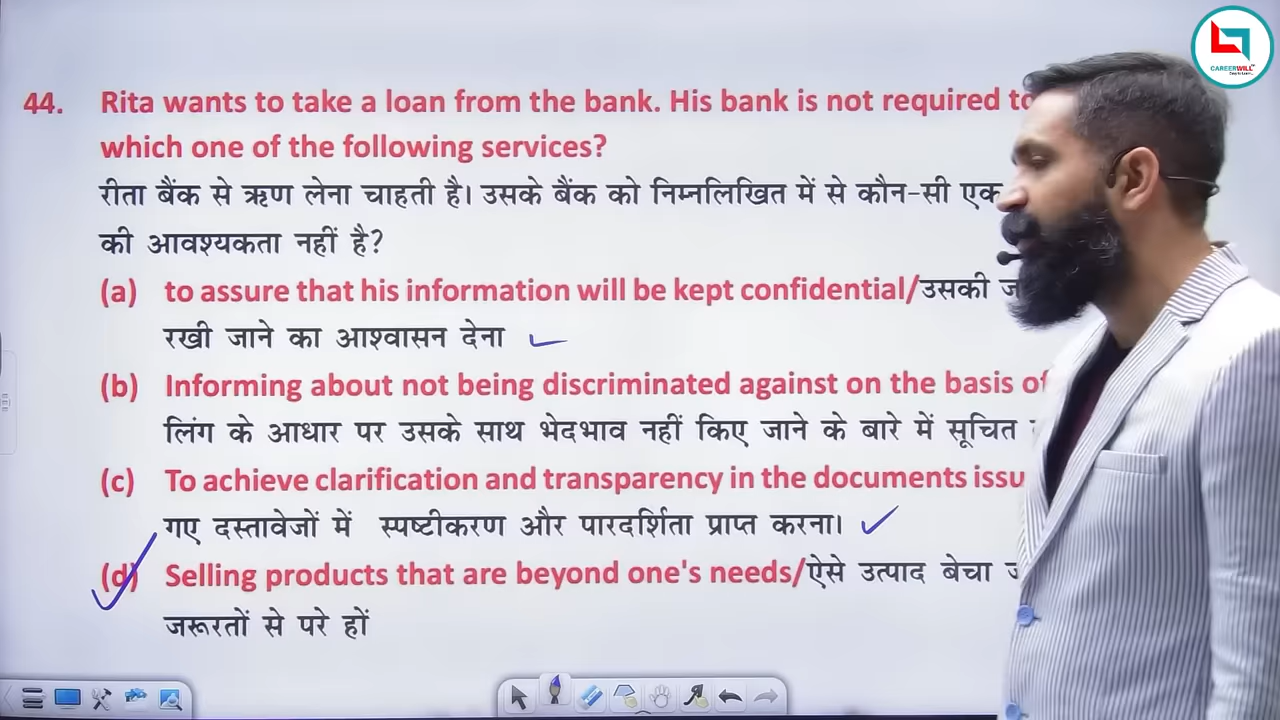 44. Rita wants to take a loan from the bank. His bank is not required to
which one of the following services?
रीता बैंक से ऋण लेना चाहती है। उसके बैंक को निम्नलिखित में से कौन-सी एक
की आवश्यकता नहीं है?
(a) to assure that his information will be kept confidential/उसकी
रखी जाने का आश्वासन देना
(b) Informing about not being discriminated against on the basis of
लिंग के आधार पर उसके साथ भेदभाव नहीं किए जाने के बारे में सूचित
(c) To achieve clarification and transparency in the documents
गए दस्तावेजों में स्पष्टीकरण और पारदर्शिता प्राप्त करना।
(d) Selling products that are beyond one's needs/ऐसे उत्पाद बेचा
जरूरतों से परे हों
CAREERWILL